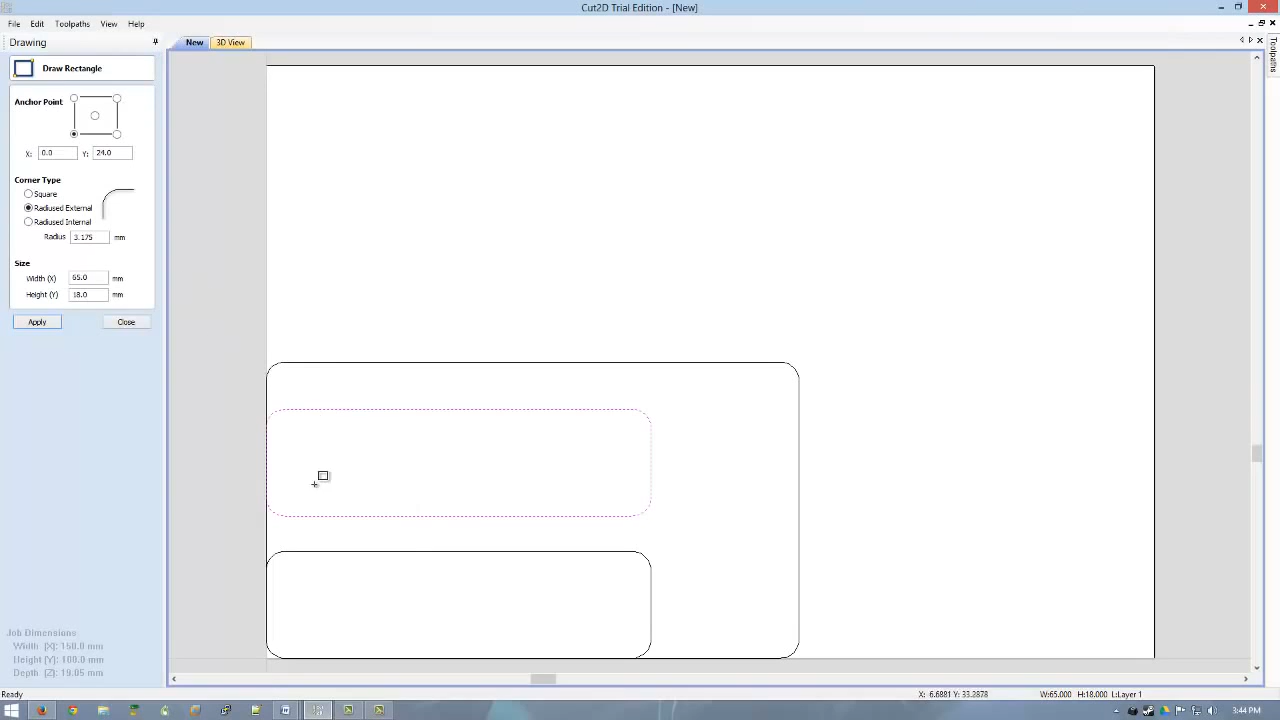 Cut2D Trial Edition - [New]
File Edit Toolpaths View Help
Drawing
New 3D View
Toolpaths
Draw Rectangle
Anchor Point
X: 0.0 Y: 24.0
Corner Type
Square
Radiused External
Radiused Internal
Radius 3.175 mm
Size
Width (X) 65.0 mm
Height (Y) 18.0 mm
Apply Close
Job Dimensions
Width (X): 150.0 mm
Height (Y): 100.0 mm
Depth (Z): 19.05 mm
Ready X: 6.6881 Y: 33.2878 W:65.000 H:18.000 L:Layer 1
3:44 PM